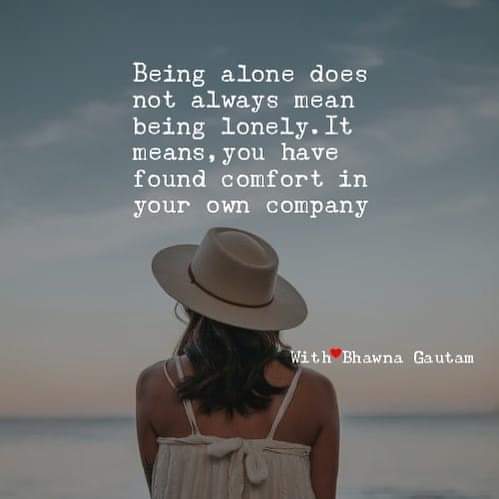 Being alone does
not always mean
being lonely.It
means,you have
found comfort in
your own company
With❤Bhawna Gautam